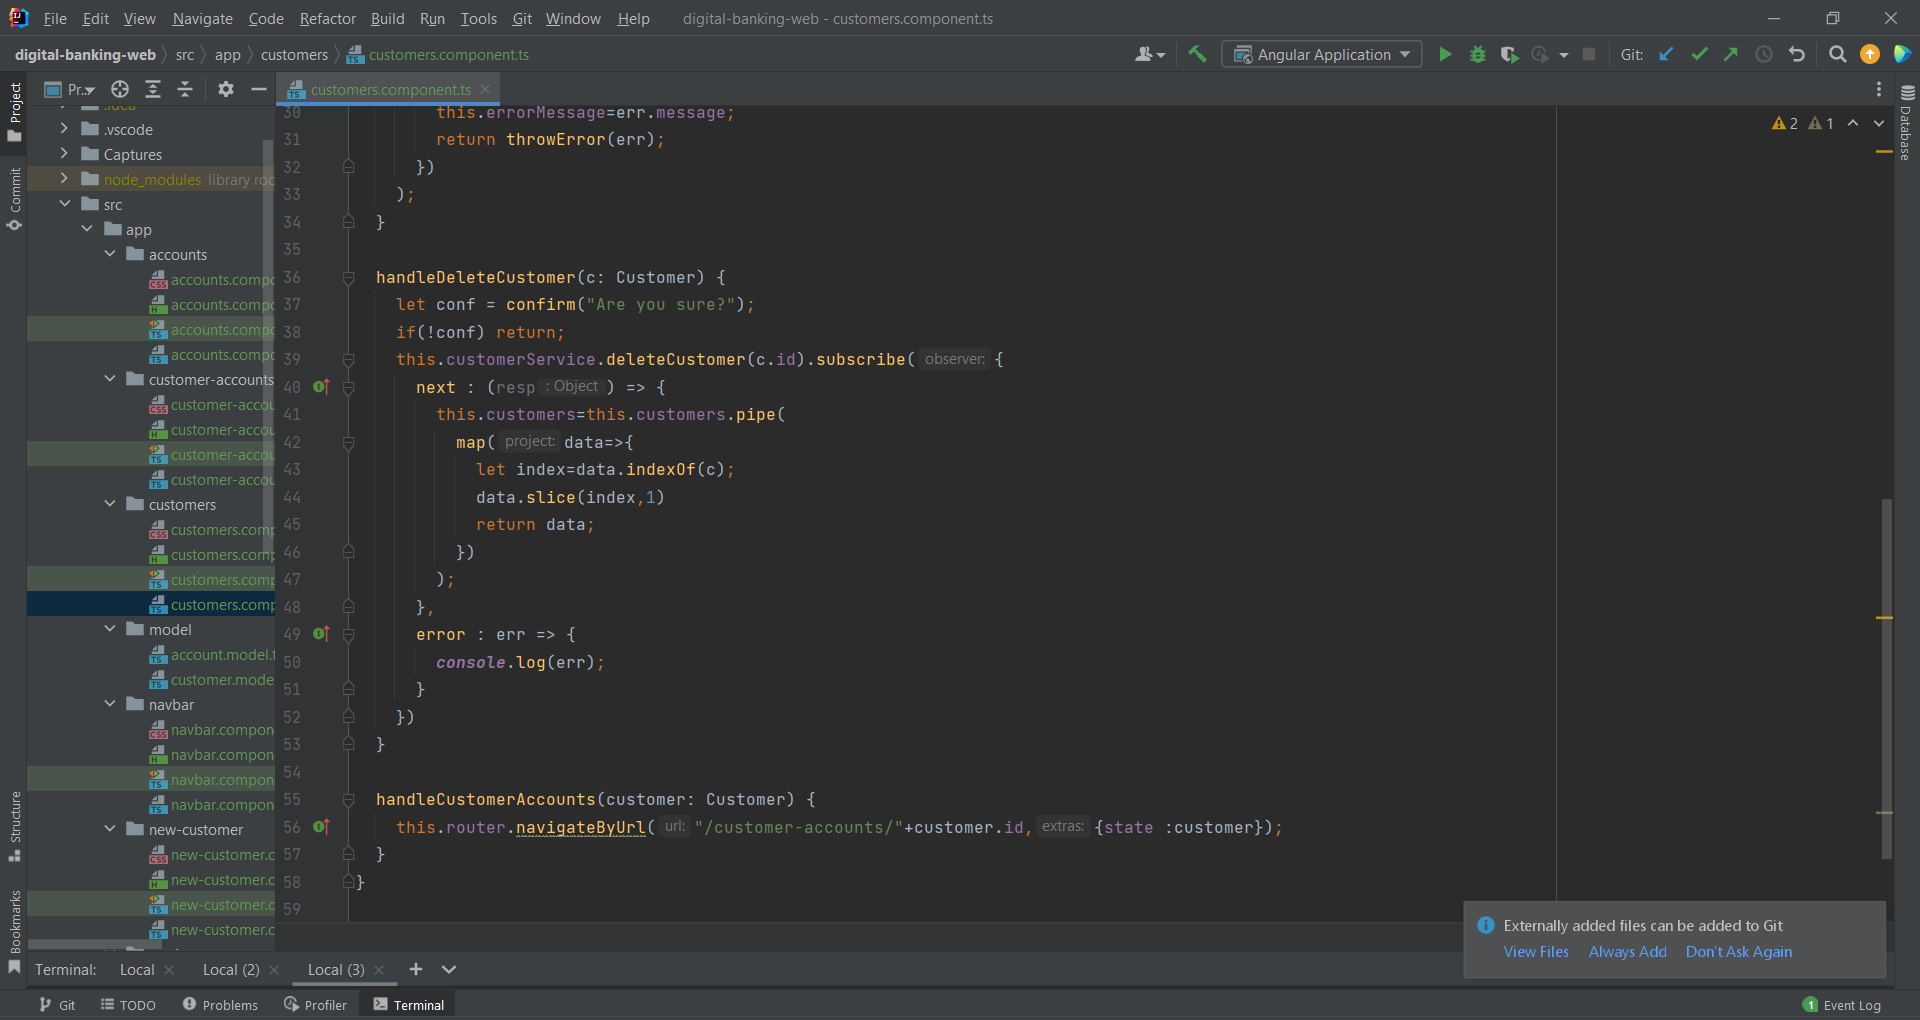 File Edit View Navigate Code Refactor Build Run Tools Git Window Help digital-banking-web - customers.component.ts
digital-banking-web src app customers customers.component.ts
Angular Application Git:
Project
Commit
Structure
Bookmarks
Database
Pr...
customers.component.ts
.idea
.vscode
Captures
node_modules library roo
src
app
accounts
accounts.compo
accounts.compo
accounts.compo
accounts.compo
customer-accounts
customer-accou
customer-accou
customer-accou
customer-accou
customers
customers.comp
customers.comp
customers.comp
customers.comp
model
account.model.t
customer.mode
navbar
navbar.compon
navbar.compon
navbar.compon
navbar.compon
new-customer
new-customer.c
new-customer.c
new-customer.c
new-customer.c
2 1
30 this.errorMessage=err.message;
31 return throwError(err);
32 })
33 );
34 }
35
36 handleDeleteCustomer(c: Customer) {
37 let conf = confirm("Are you sure?");
38 if(!conf) return;
39 this.customerService.deleteCustomer(c.id).subscribe( observer: {
40 next : (resp : Object ) => {
41 this.customers=this.customers.pipe(
42 map( project: data=>{
43 let index=data.indexOf(c);
44 data.slice(index,1)
45 return data;
46 })
47 );
48 },
49 error : err => {
50 console.log(err);
51 }
52 })
53 }
54
55 handleCustomerAccounts(customer: Customer) {
56 this.router.navigateByUrl( url: "/customer-accounts/"+customer.id, extras: {state :customer});
57 }
58 }
59
Externally added files can be added to Git
View Files Always Add Don't Ask Again
Terminal: Local Local (2) Local (3)
Git TODO Problems Profiler Terminal 1 Event Log